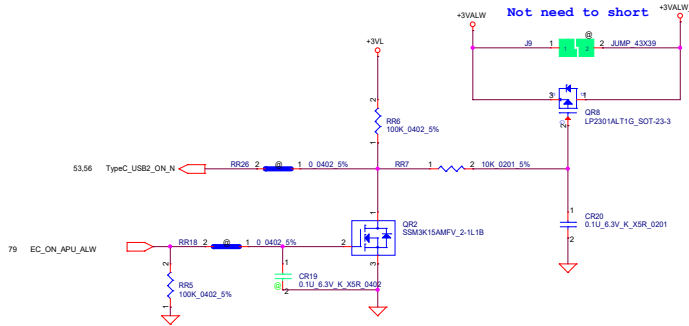 +3VALW
Not need to short
+3VALW_
J9
1
1
2
2
@
JUMP_43X39
+3VL
3
1
QR8
LP2301ALT1G_SOT-23-3
2
2
RR6
100K_0402_5%
1
53,56
TypeC_USB2_ON_N
RR26
2
@
1
0_0402_5%
RR7
1
2
10K_0201_5%
1
CR20
0.1U_6.3V_K_X5R_0201
2
1
QR2
SSM3K15AMFV_2-1L1B
79
EC_ON_APU_ALW
RR18
2
@
1
0_0402_5%
2
3
2
RR5
100K_0402_5%
1
1
CR19
0.1U_6.3V_K_X5R_0402
@
2